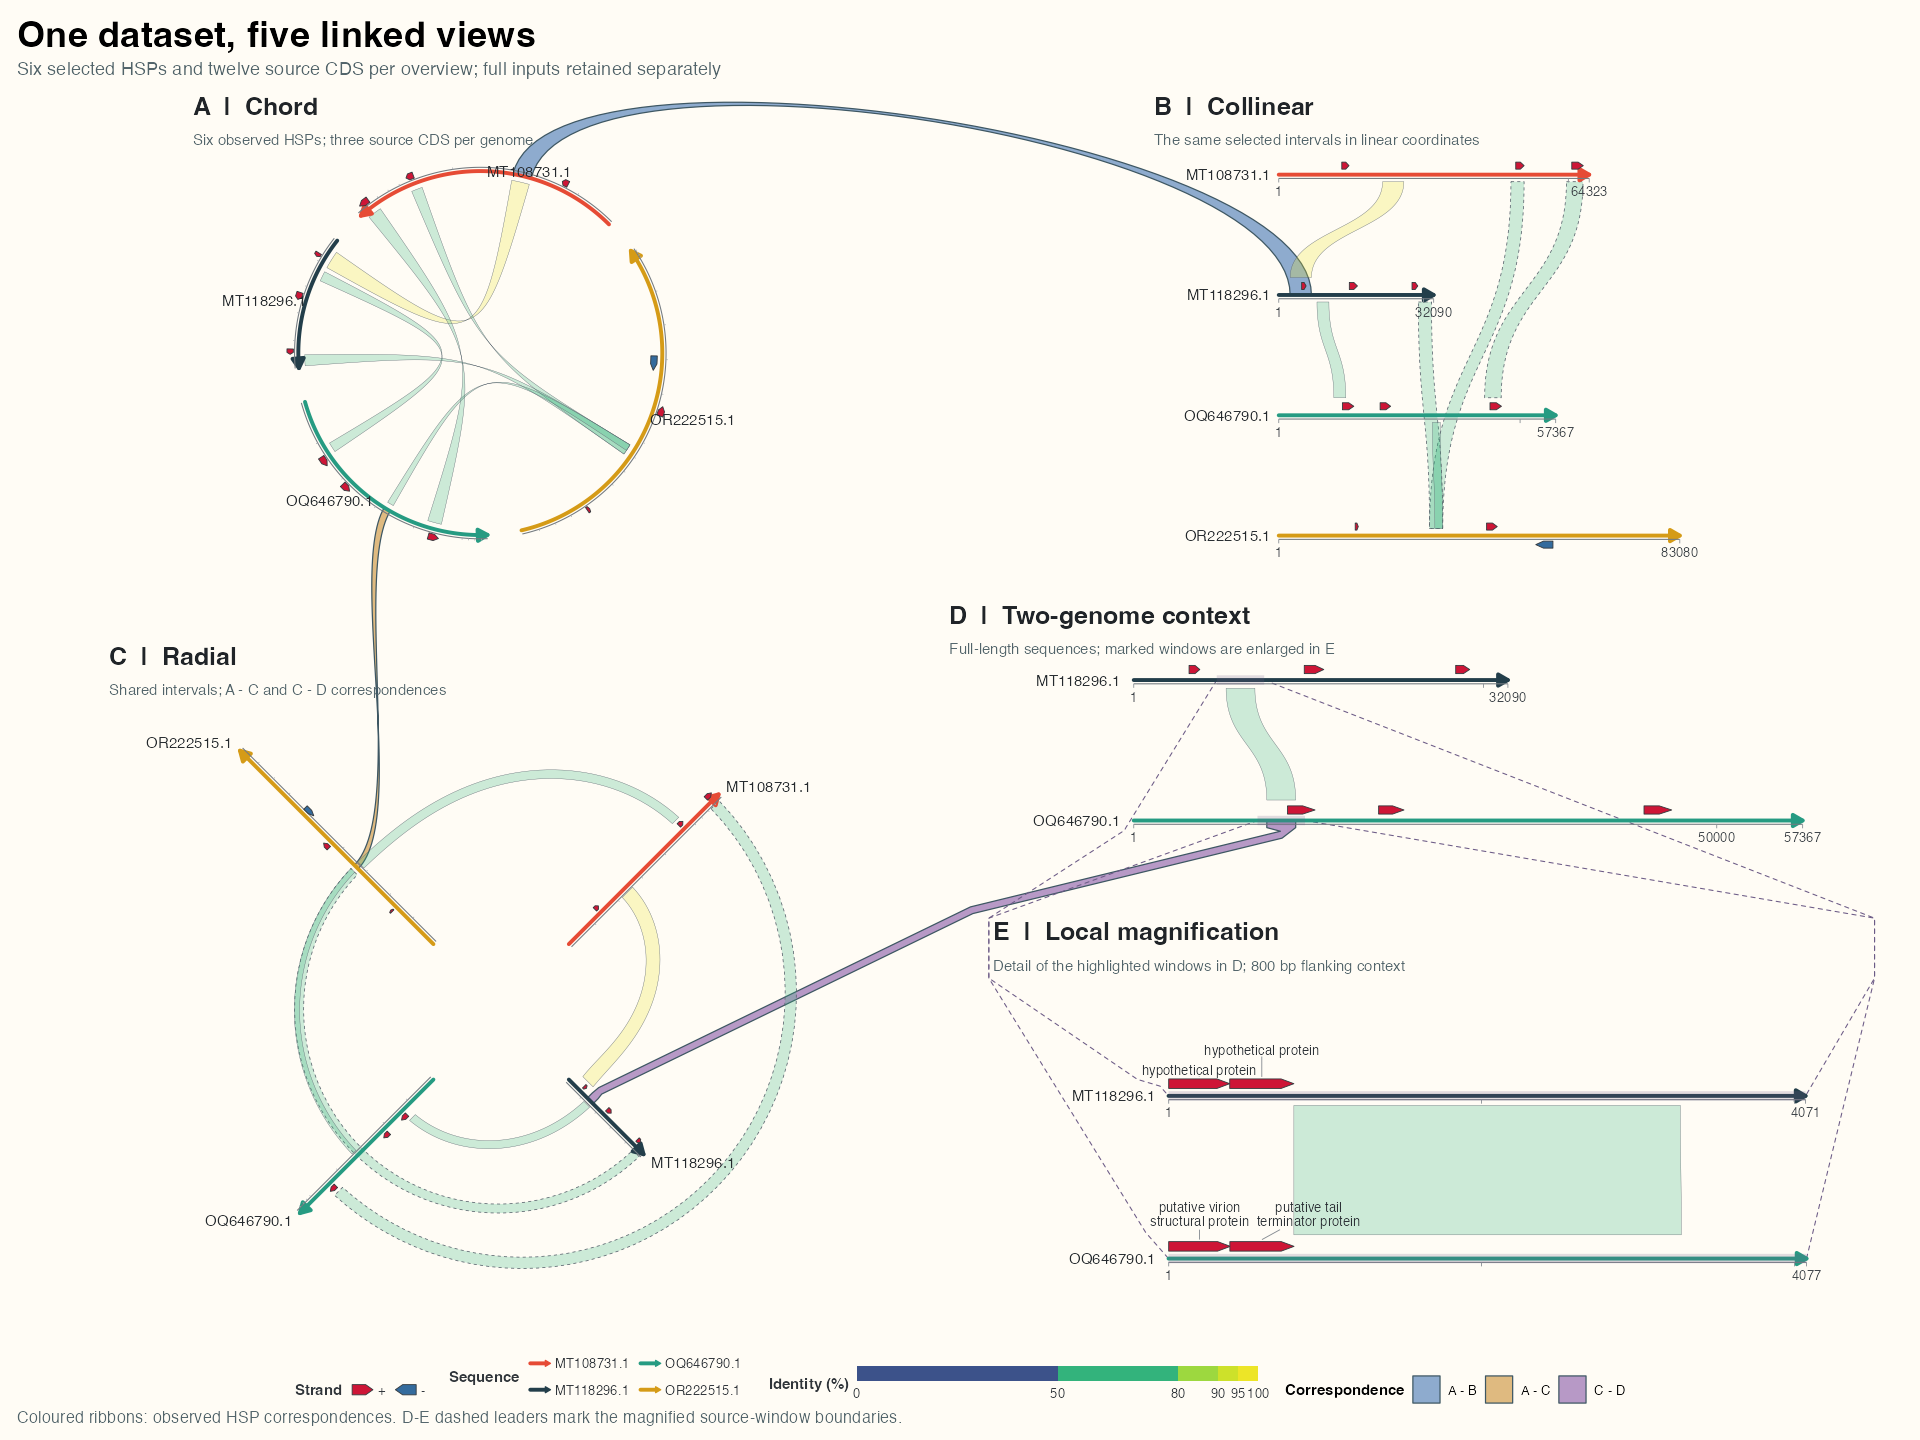 One dataset, five linked views
Six selected HSPs and twelve source CDS per overview; full inputs retained separately
A | Chord
Six observed HSPs; three source CDS per genome
MT108731.1
MT118296.1
OR222515.1
OQ646790.1
B | Collinear
The same selected intervals in linear coordinates
MT108731.1
1
64323
MT118296.1
1
32090
OQ646790.1
1
57367
OR222515.1
1
83080
C | Radial
Shared intervals; A - C and C - D correspondences
OR222515.1
MT108731.1
MT118296.1
OQ646790.1
D | Two-genome context
Full-length sequences; marked windows are enlarged in E
MT118296.1
1
32090
OQ646790.1
1
50000
57367
E | Local magnification
Detail of the highlighted windows in D; 800 bp flanking context
hypothetical protein
hypothetical protein
MT118296.1
1
4071
putative virion
structural protein
putative tail
terminator protein
OQ646790.1
1
4077
Strand + -
Sequence
MT108731.1
OQ646790.1
MT118296.1
OR222515.1
Identity (%)
0 50 80 90 95 100
Correspondence A - B A - C C - D
Coloured ribbons: observed HSP correspondences. D-E dashed leaders mark the magnified source-window boundaries.